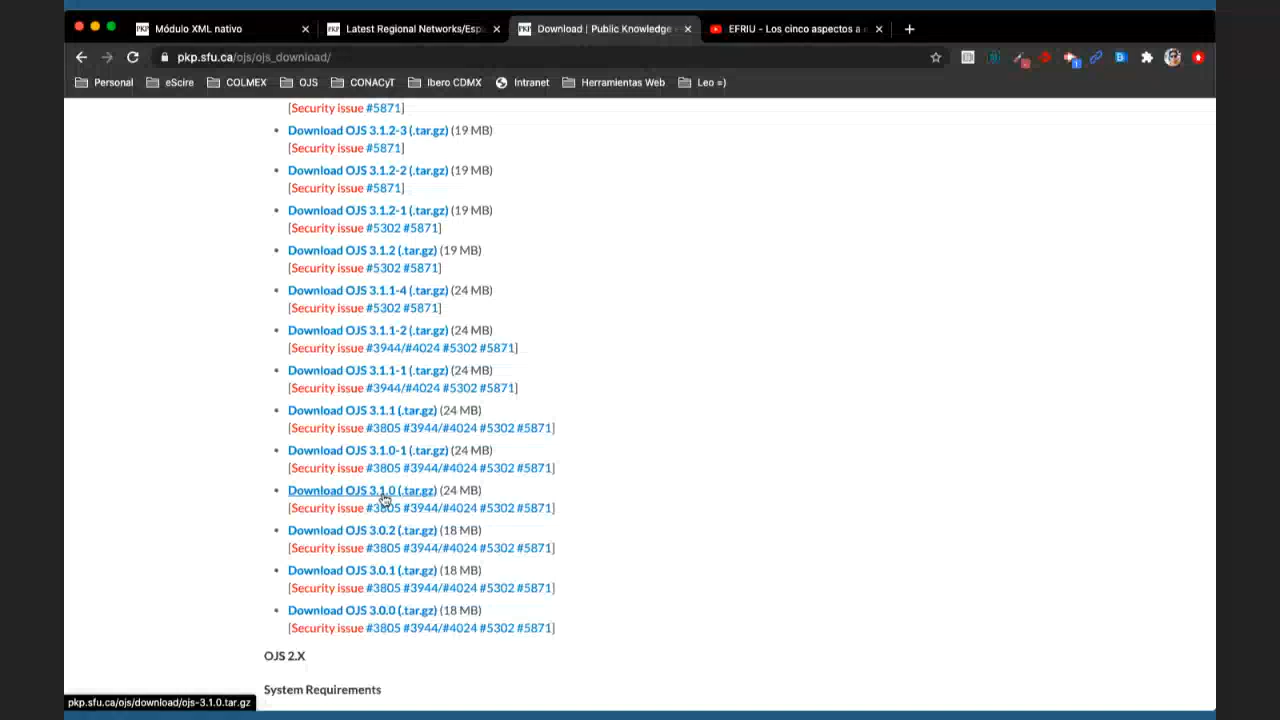 Módulo XML nativo
Latest Regional Networks/Esp
Download | Public Knowledge
EFRIU - Los cinco aspectos a
pkp.sfu.ca/ojs/ojs_download/
Personal
eScire
COLMEX
OJS
CONACyT
Ibero CDMX
Intranet
Herramientas Web
Leo =)
[Security issue #5871]
• Download OJS 3.1.2-3 (.tar.gz) (19 MB)
[Security issue #5871]
• Download OJS 3.1.2-2 (.tar.gz) (19 MB)
[Security issue #5871]
• Download OJS 3.1.2-1 (.tar.gz) (19 MB)
[Security issue #5302 #5871]
• Download OJS 3.1.2 (.tar.gz) (19 MB)
[Security issue #5302 #5871]
• Download OJS 3.1.1-4 (.tar.gz) (24 MB)
[Security issue #5302 #5871]
• Download OJS 3.1.1-2 (.tar.gz) (24 MB)
[Security issue #3944/#4024 #5302 #5871]
• Download OJS 3.1.1-1 (.tar.gz) (24 MB)
[Security issue #3944/#4024 #5302 #5871]
• Download OJS 3.1.1 (.tar.gz) (24 MB)
[Security issue #3805 #3944/#4024 #5302 #5871]
• Download OJS 3.1.0-1 (.tar.gz) (24 MB)
[Security issue #3805 #3944/#4024 #5302 #5871]
• Download OJS 3.1.0 (.tar.gz) (24 MB)
[Security issue #3805 #3944/#4024 #5302 #5871]
• Download OJS 3.0.2 (.tar.gz) (18 MB)
[Security issue #3805 #3944/#4024 #5302 #5871]
• Download OJS 3.0.1 (.tar.gz) (18 MB)
[Security issue #3805 #3944/#4024 #5302 #5871]
• Download OJS 3.0.0 (.tar.gz) (18 MB)
[Security issue #3805 #3944/#4024 #5302 #5871]
OJS 2.X
System Requirements
pkp.sfu.ca/ojs/download/ojs-3.1.0.tar.gz